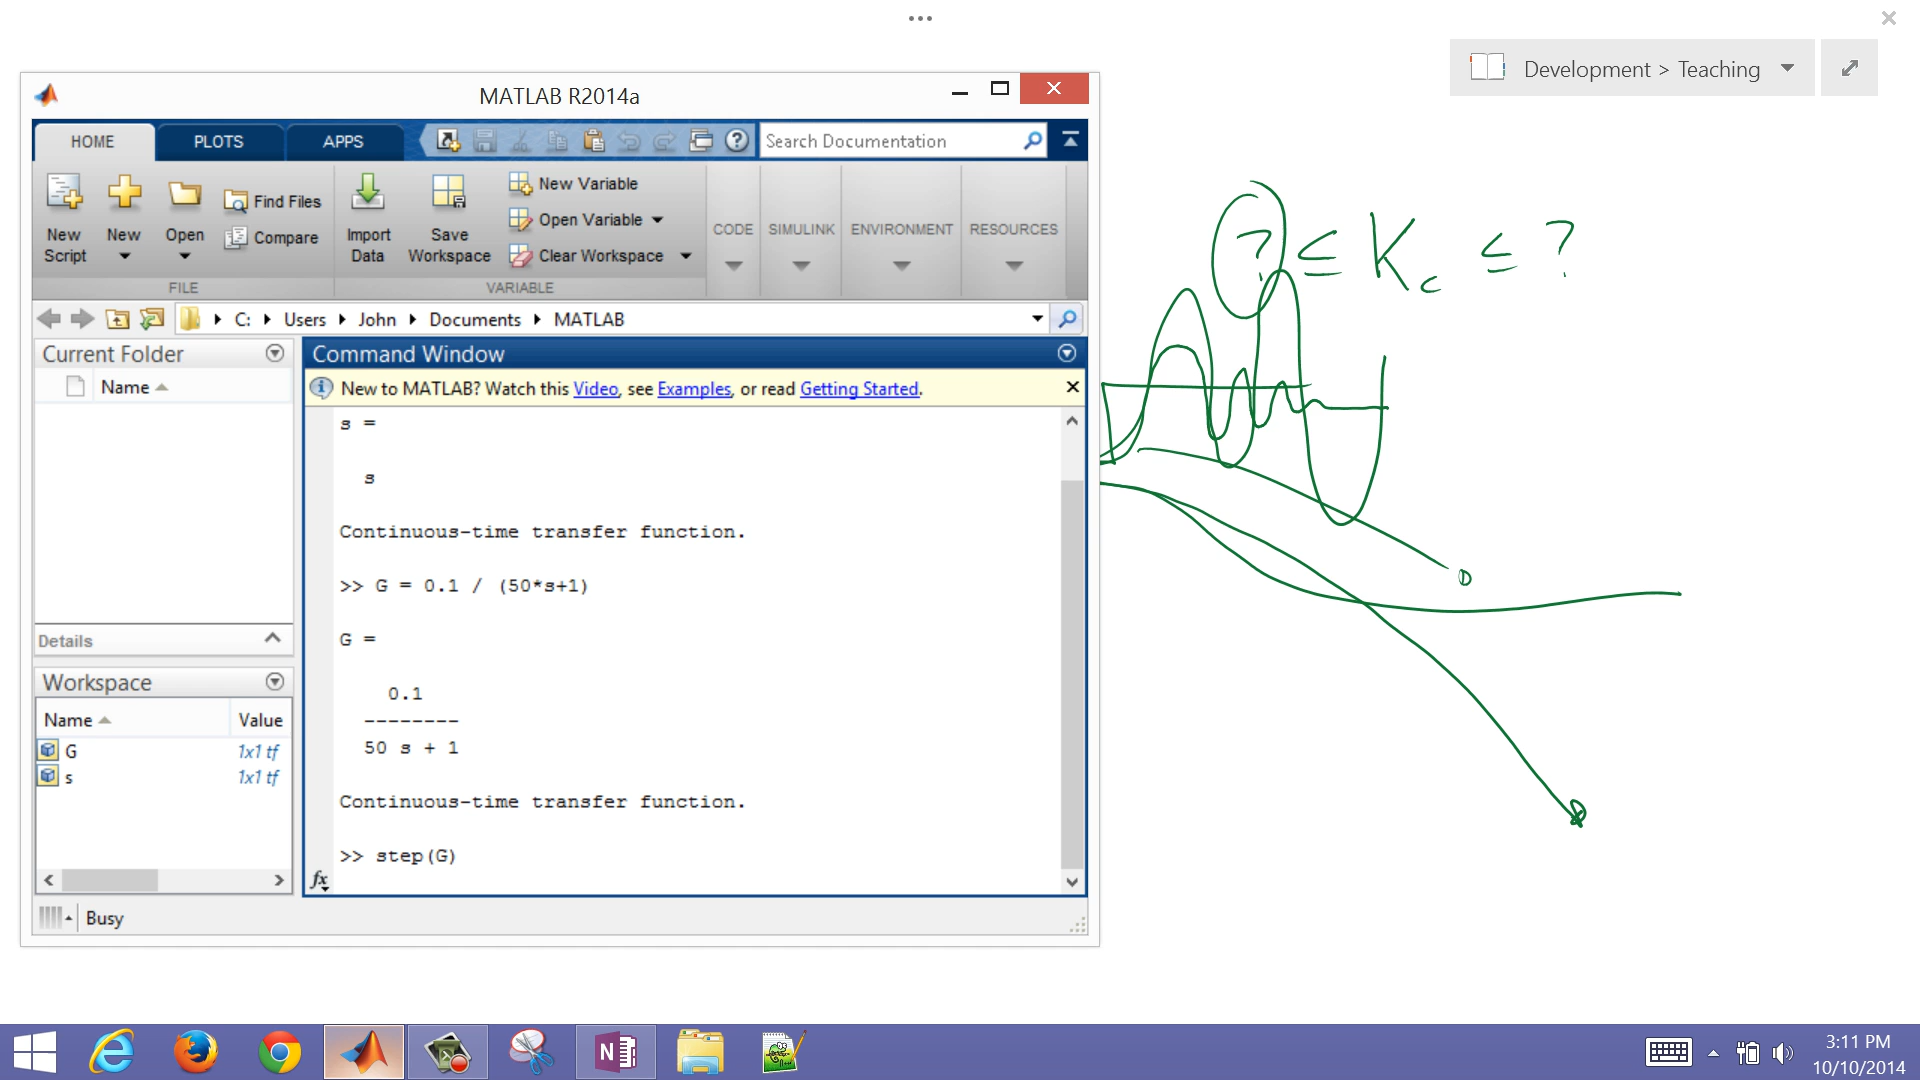 Development > Teaching
MATLAB R2014a
HOME PLOTS APPS Search Documentation
New Script New Open Find Files Compare
Import Data Save Workspace New Variable Open Variable Clear Workspace
CODE SIMULINK ENVIRONMENT RESOURCES
FILE VARIABLE
C: Users John Documents MATLAB
Current Folder
Name
Details
Workspace
Name Value
G 1x1 tf
s 1x1 tf
Command Window
New to MATLAB? Watch this Video, see Examples, or read Getting Started.
s =
s
Continuous-time transfer function.
>> G = 0.1 / (50*s+1)
G =
0.1
--------
50 s + 1
Continuous-time transfer function.
>> step(G)
fx
Busy
? ≤ Kc ≤ ?
3:11 PM
10/10/2014